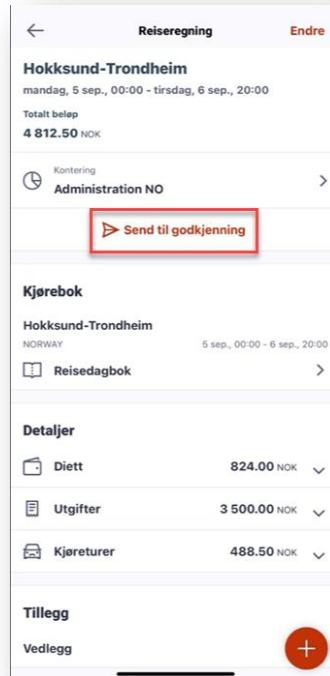 Reiseregning Endre
Hokksund-Trondheim
mandag, 5 sep., 00:00 - tirsdag, 6 sep., 20:00
Totalt beløp
4 812.50 NOK
Kontering
Administration NO
Send til godkjenning
Kjørebok
Hokksund-Trondheim
NORWAY 5 sep., 00:00 - 6 sep., 20:00
Reisedagbok
Detaljer
Diett 824.00 NOK
Utgifter 3 500.00 NOK
Kjøreturer 488.50 NOK
Tillegg
Vedlegg